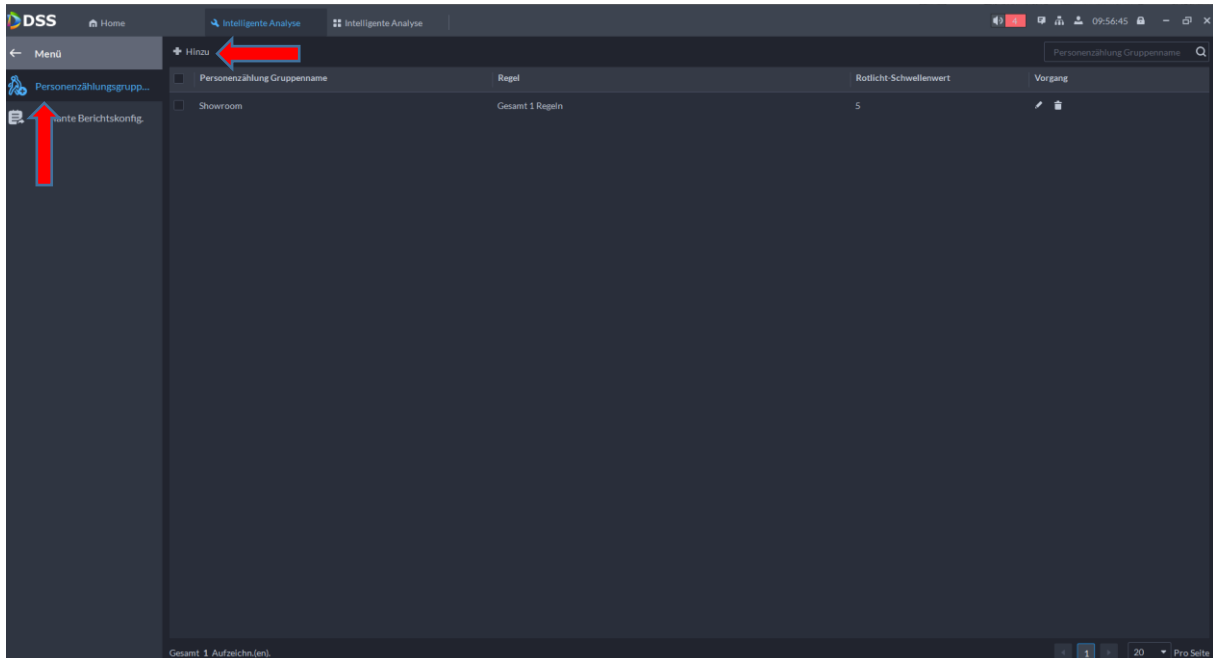 DSS Home Intelligente Analyse Intelligente Analyse 4 09:56:45
Menü
Hinzu
Personenzählung Gruppenname
Personenzählungsgrupp...
Personenzählung Gruppenname Regel Rotlicht-Schwellenwert Vorgang
Showroom Gesamt 1 Regeln 5
Berichtskonfig.
Gesamt 1 Aufzeichn.(en).
1 20 Pro Seite